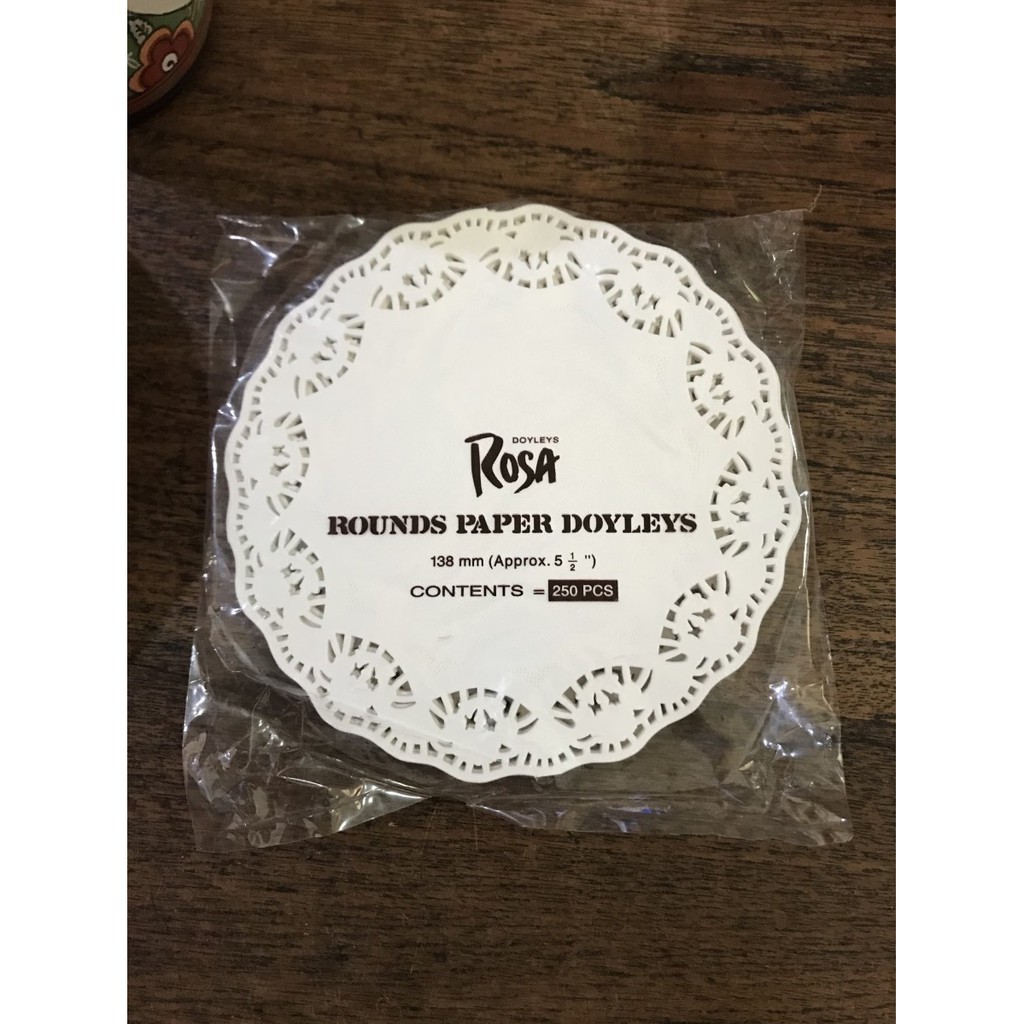 DOYLEYS
ROSA
ROUNDS PAPER DOYLEYS
138 mm (Approx. 5 1/2 ")
CONTENTS = 250 PCS